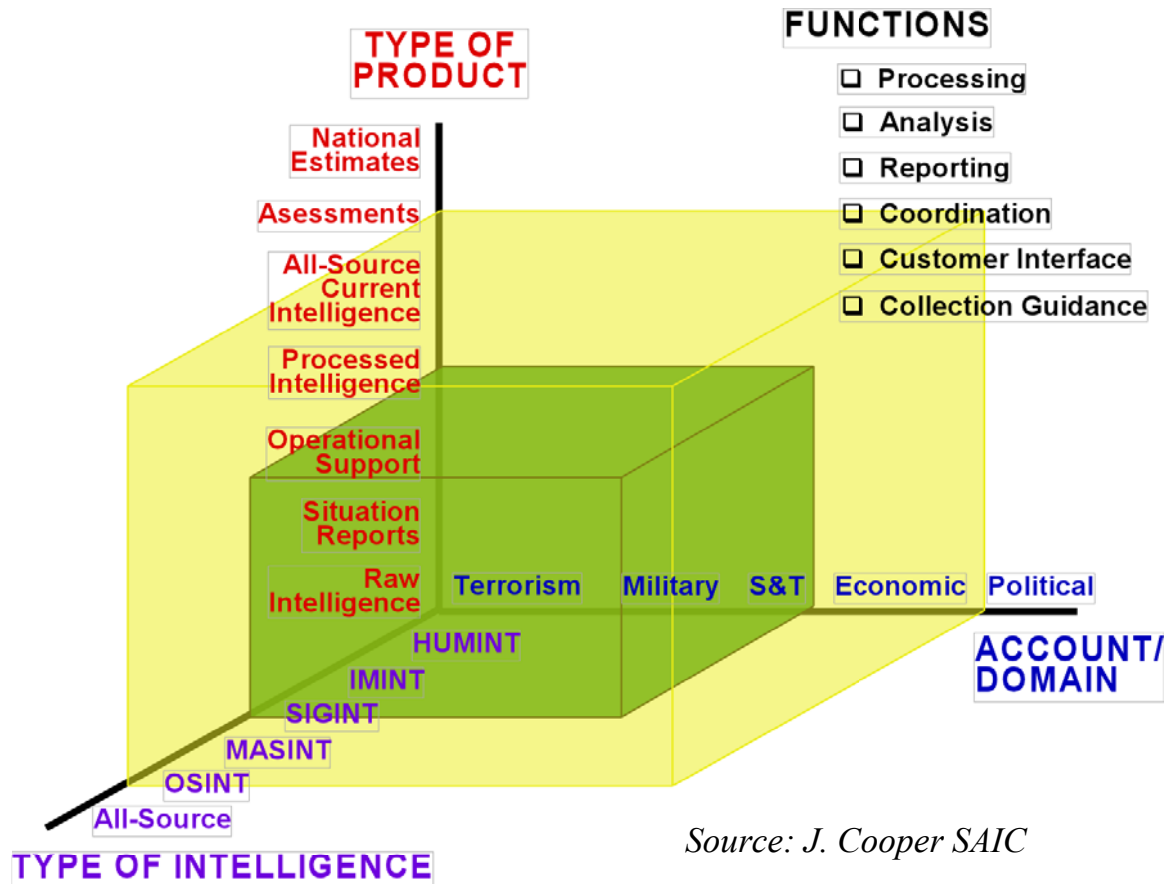 TYPE OF
PRODUCT
FUNCTIONS
❑ Processing
❑ Analysis
❑ Reporting
❑ Coordination
❑ Customer Interface
❑ Collection Guidance
National
Estimates
Asessments
All-Source
Current
Intelligence
Processed
Intelligence
Operational
Support
Situation
Reports
Raw
Intelligence
Terrorism Military S&T Economic Political
ACCOUNT/
DOMAIN
HUMINT
IMINT
SIGINT
MASINT
OSINT
All-Source
TYPE OF INTELLIGENCE
Source: J. Cooper SAIC